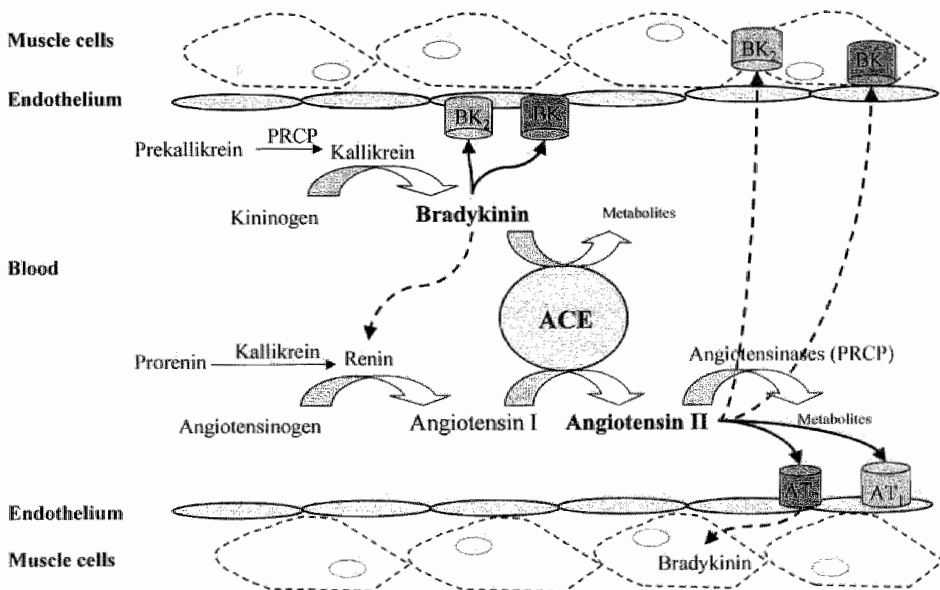 Muscle cells
BK2
BK
Endothelium
BK2
BK
PRCP
Prekallikrein
Kallikrein
Kininogen
Bradykinin
Metabolites
Blood
ACE
Prorenin
Kallikrein
Renin
Angiotensinases (PRCP)
Angiotensinogen
Angiotensin I
Angiotensin II
Metabolites
AT
AT1
Endothelium
Bradykinin
Muscle cells